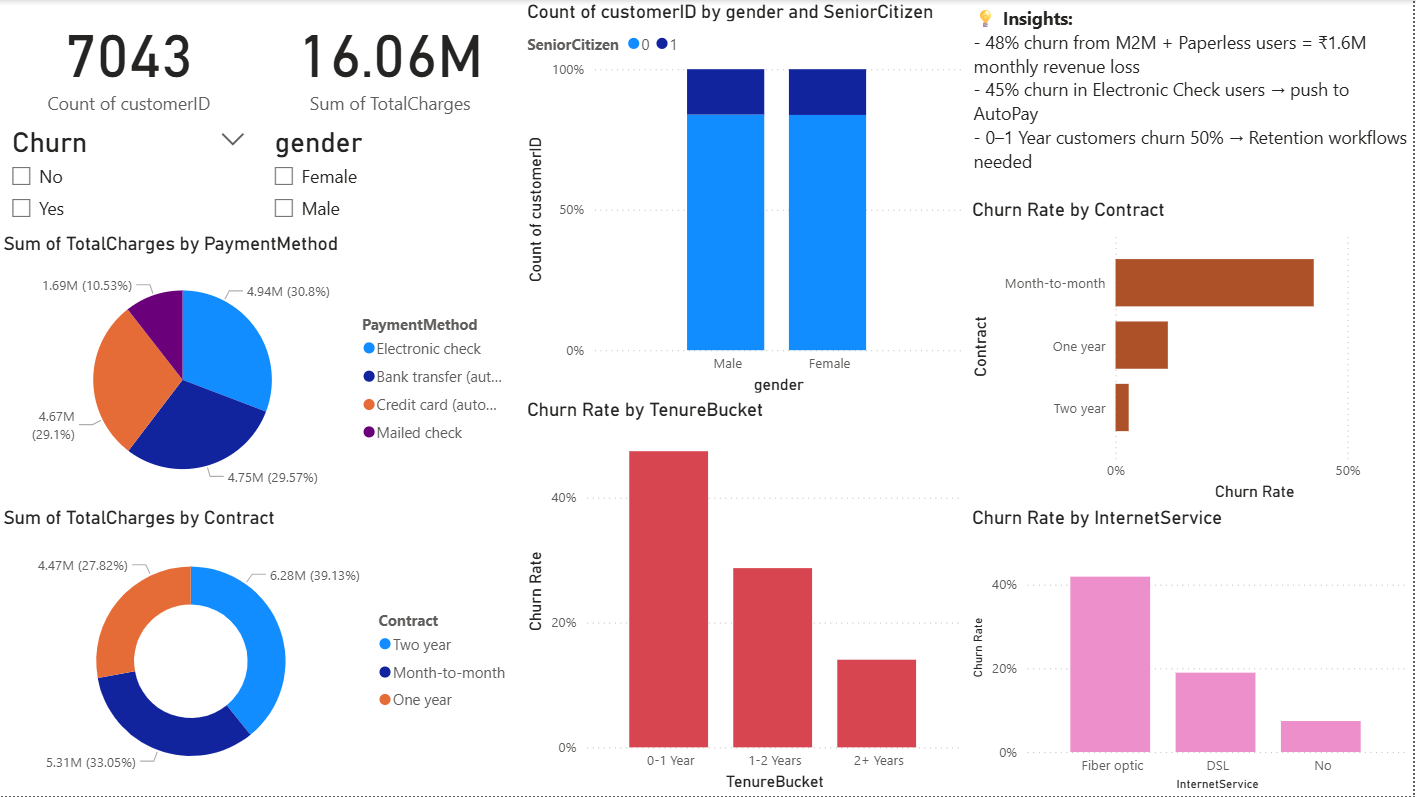 7043
Count of customerID
16.06M
Sum of TotalCharges
Churn
No
Yes
gender
Female
Male
Sum of TotalCharges by PaymentMethod
1.69M (10.53%)
4.94M (30.8%)
4.67M
(29.1%)
4.75M (29.57%)
PaymentMethod
Electronic check
Bank transfer (aut...
Credit card (auto...
Mailed check
Sum of TotalCharges by Contract
4.47M (27.82%)
6.28M (39.13%)
5.31M (33.05%)
Contract
Two year
Month-to-month
One year
Count of customerID by gender and SeniorCitizen
SeniorCitizen 0 1
Count of customerID
100%
50%
0%
Male
Female
gender
Churn Rate by TenureBucket
Churn Rate
40%
20%
0%
0-1 Year
1-2 Years
2+ Years
TenureBucket
💡 Insights:
- 48% churn from M2M + Paperless users = ₹1.6M
monthly revenue loss
- 45% churn in Electronic Check users → push to
AutoPay
- 0–1 Year customers churn 50% → Retention workflows
needed
Churn Rate by Contract
Contract
Month-to-month
One year
Two year
0%
50%
Churn Rate
Churn Rate by InternetService
Churn Rate
40%
20%
0%
Fiber optic
DSL
No
InternetService